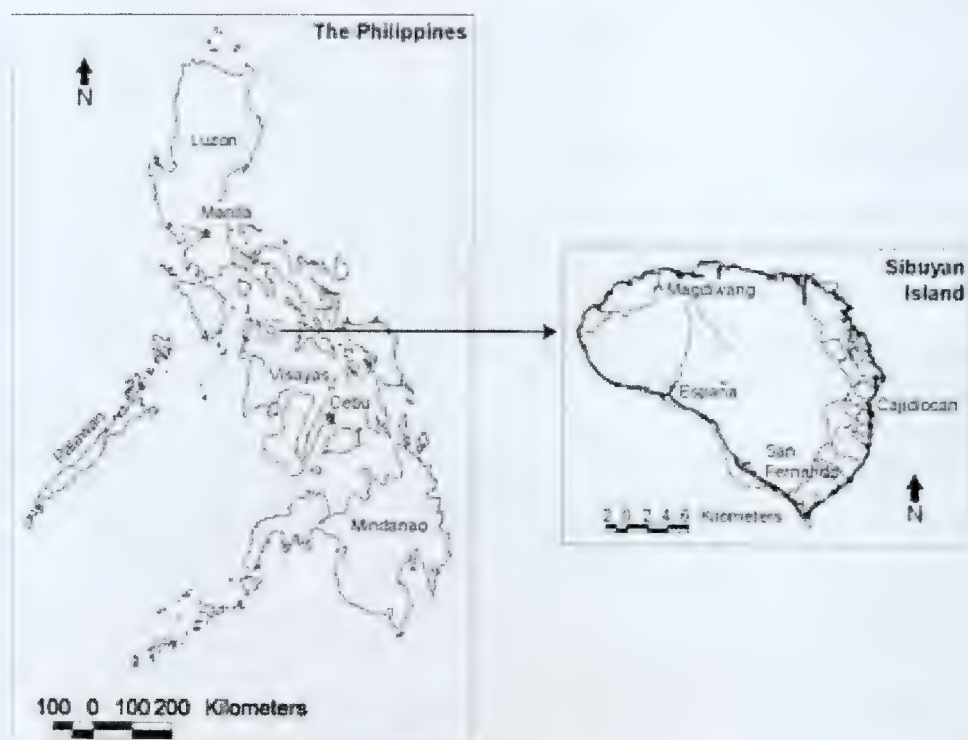 The Philippines
N
Luzon
Manila
Visayas
Cebu
Palawan
Mindanao
100 0 100 200 Kilometers
Sibuyan
Island
Magdiwang
España
Cajidiocan
San
Fernando
N
2 0 2 4 6 Kilometers